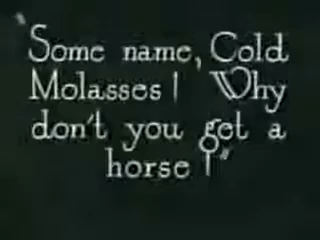 "Some name, Cold
Molasses! Why
don't you get a
horse!"